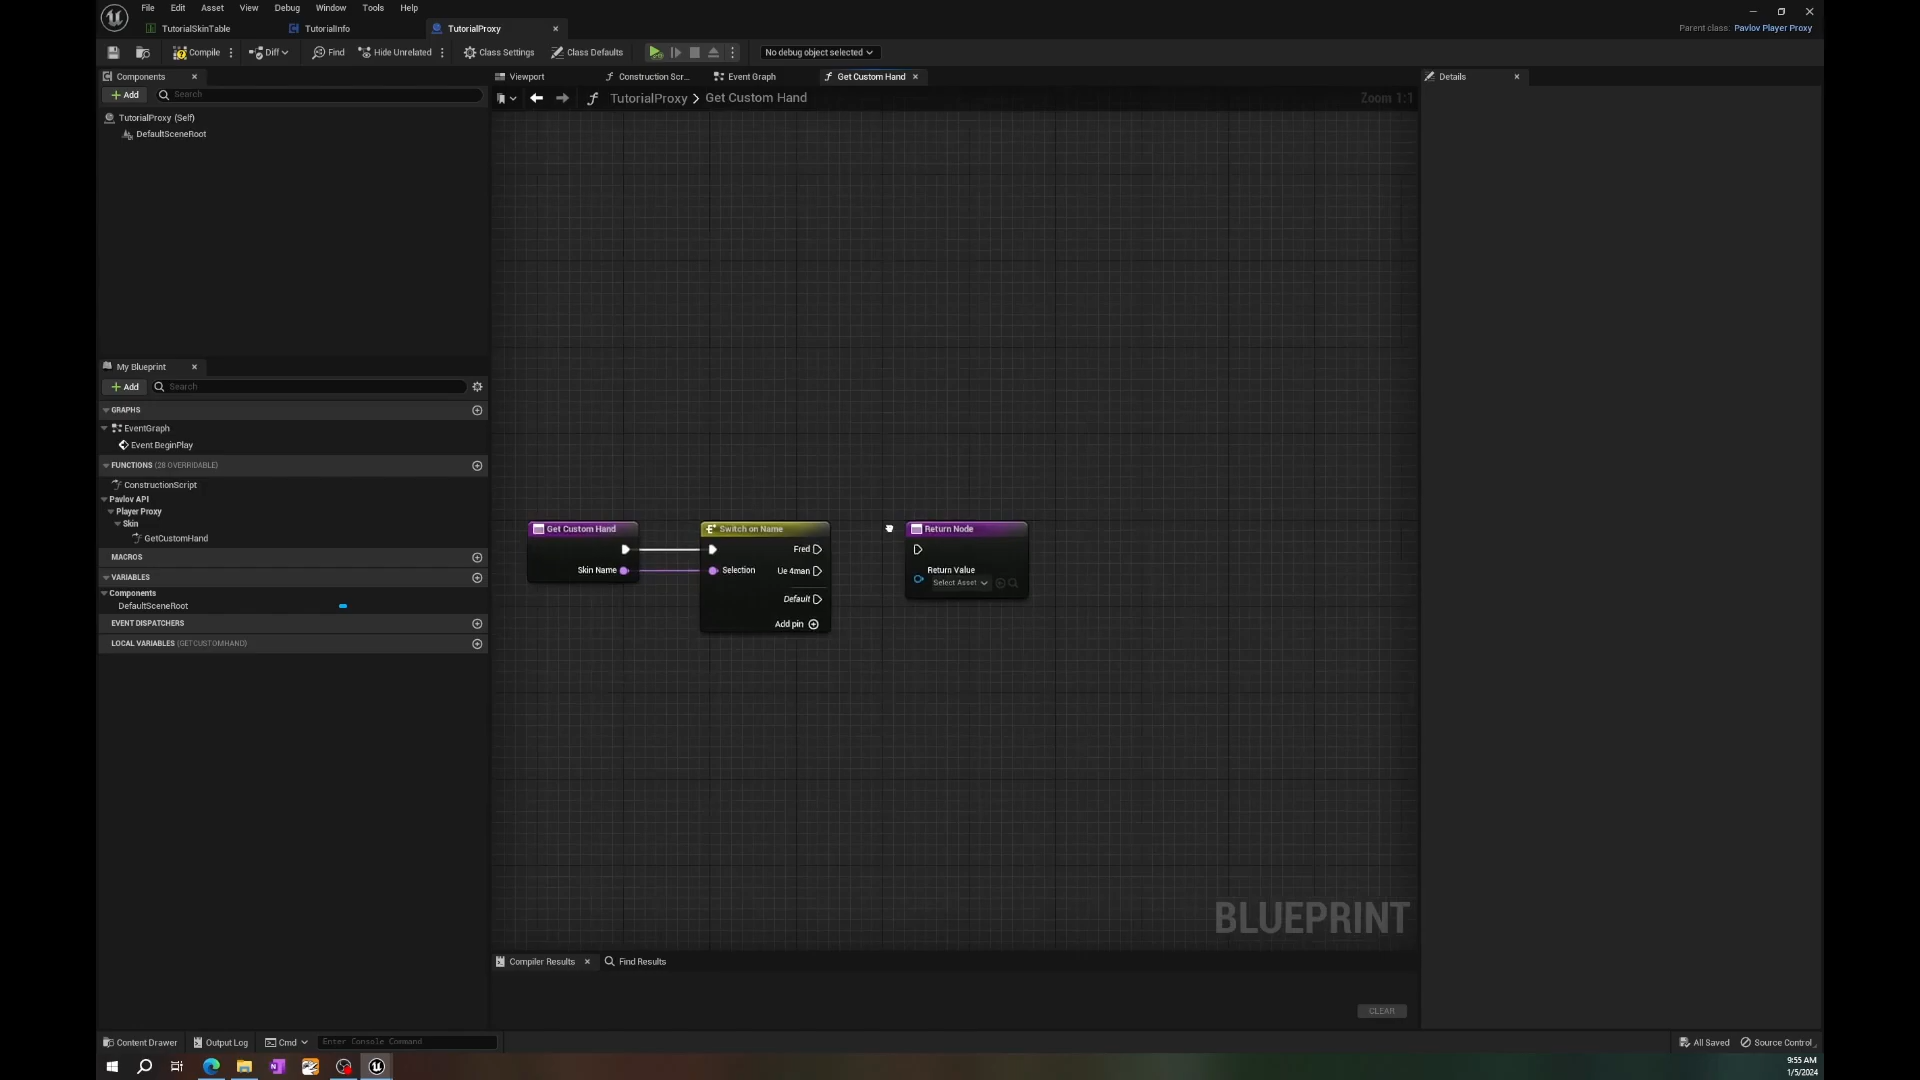 File Edit Asset View Debug Window Tools Help
TutorialSkinTable TutorialInfo TutorialProxy
Parent class: Pavlov Player Proxy
Compile Diff Find Hide Unrelated Class Settings Class Defaults No debug object selected
Components
Add Search
TutorialProxy (Self)
DefaultSceneRoot
Viewport Construction Scr... Event Graph Get Custom Hand
TutorialProxy > Get Custom Hand
Zoom 1:1
Details
My Blueprint
Add Search
GRAPHS
EventGraph
Event BeginPlay
FUNCTIONS (28 OVERRIDABLE)
ConstructionScript
Pavlov API
Player Proxy
Skin
GetCustomHand
MACROS
VARIABLES
Components
DefaultSceneRoot
EVENT DISPATCHERS
LOCAL VARIABLES (GETCUSTOMHAND)
Get Custom Hand
Skin Name
Switch on Name
Fred
Selection Ue 4man
Default
Add pin
Return Node
Return Value
Select Asset
BLUEPRINT
Compiler Results Find Results
CLEAR
Content Drawer Output Log Cmd Enter Console Command
All Saved Source Control
9:55 AM
1/5/2024